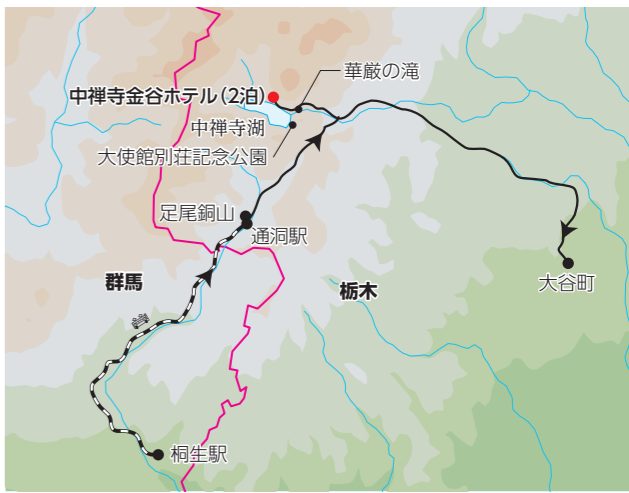 華厳の滝
中禅寺金谷ホテル(2泊)
中禅寺湖
大使館別荘記念公園
足尾銅山
通洞駅
群馬
栃木
大谷町
桐生駅